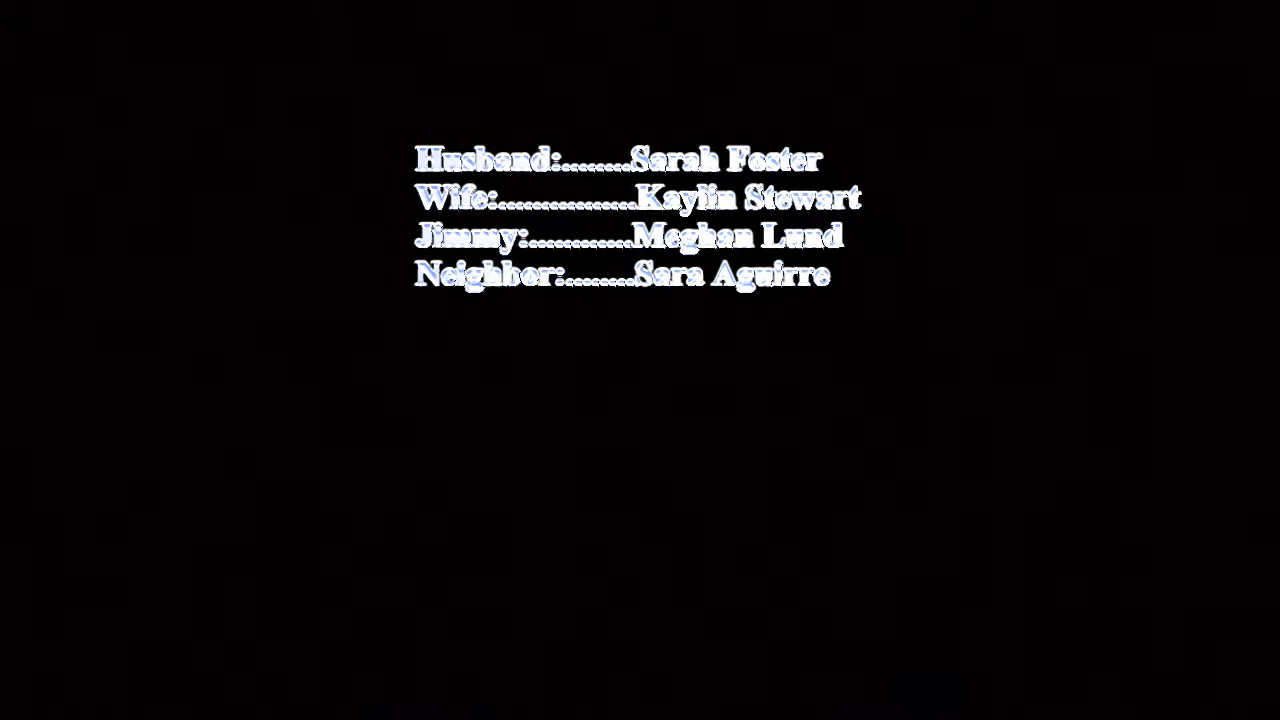 Husband:........Sarah Foster
Wife:................Kaylin Stewart
Jimmy:............Meghan Lund
Neighbor:........Sara Aguirre